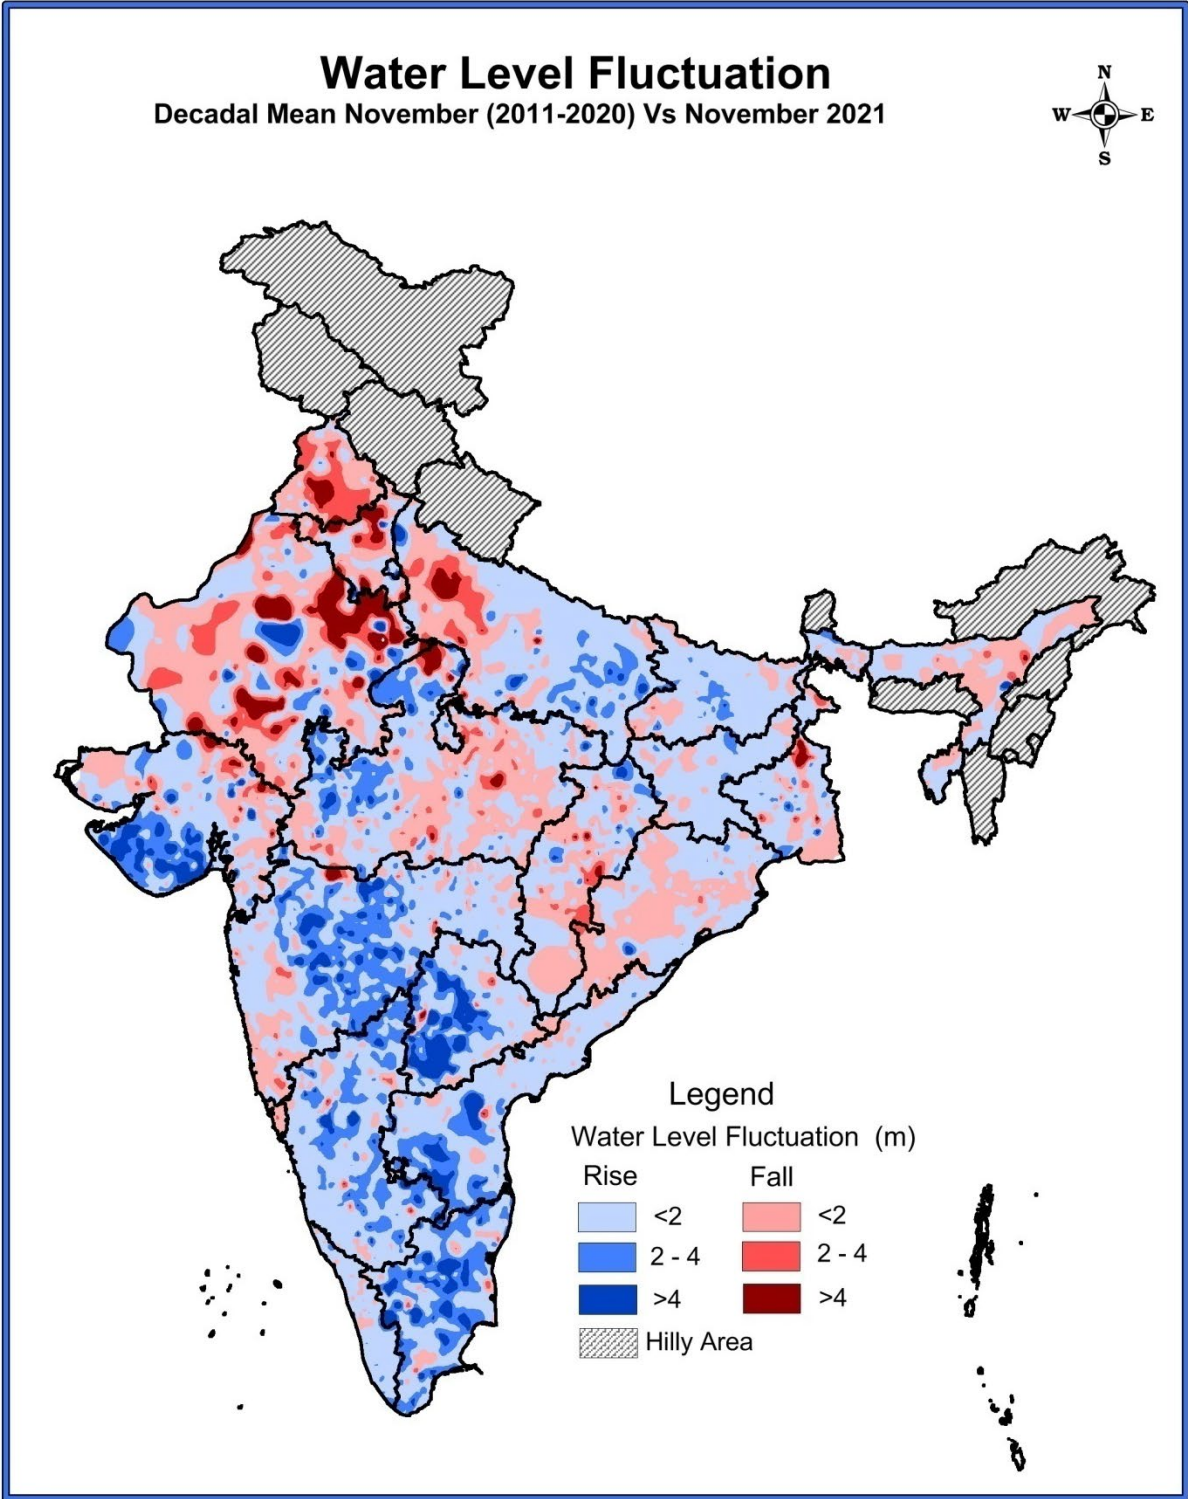 Water Level Fluctuation
Decadal Mean November (2011-2020) Vs November 2021
N
W E
S
Legend
Water Level Fluctuation (m)
Rise Fall
<2 <2
2 - 4 2 - 4
>4 >4
Hilly Area